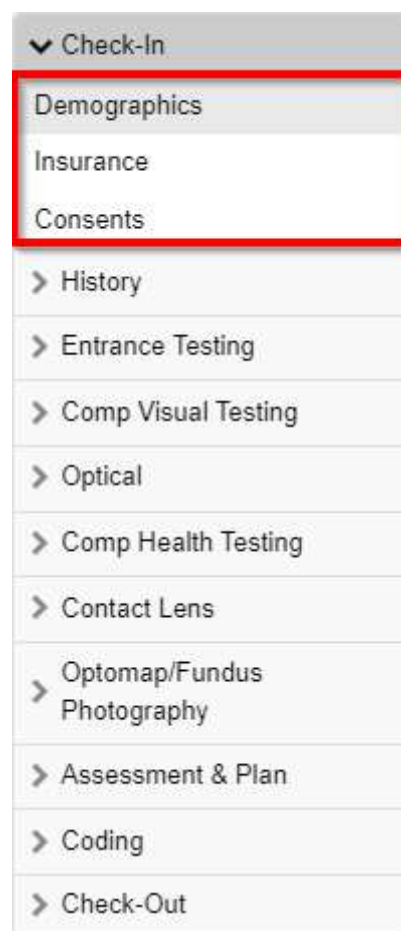 Check-In
Demographics
Insurance
Consents
History
Entrance Testing
Comp Visual Testing
Optical
Comp Health Testing
Contact Lens
Optomap/Fundus
Photography
Assessment & Plan
Coding
Check-Out